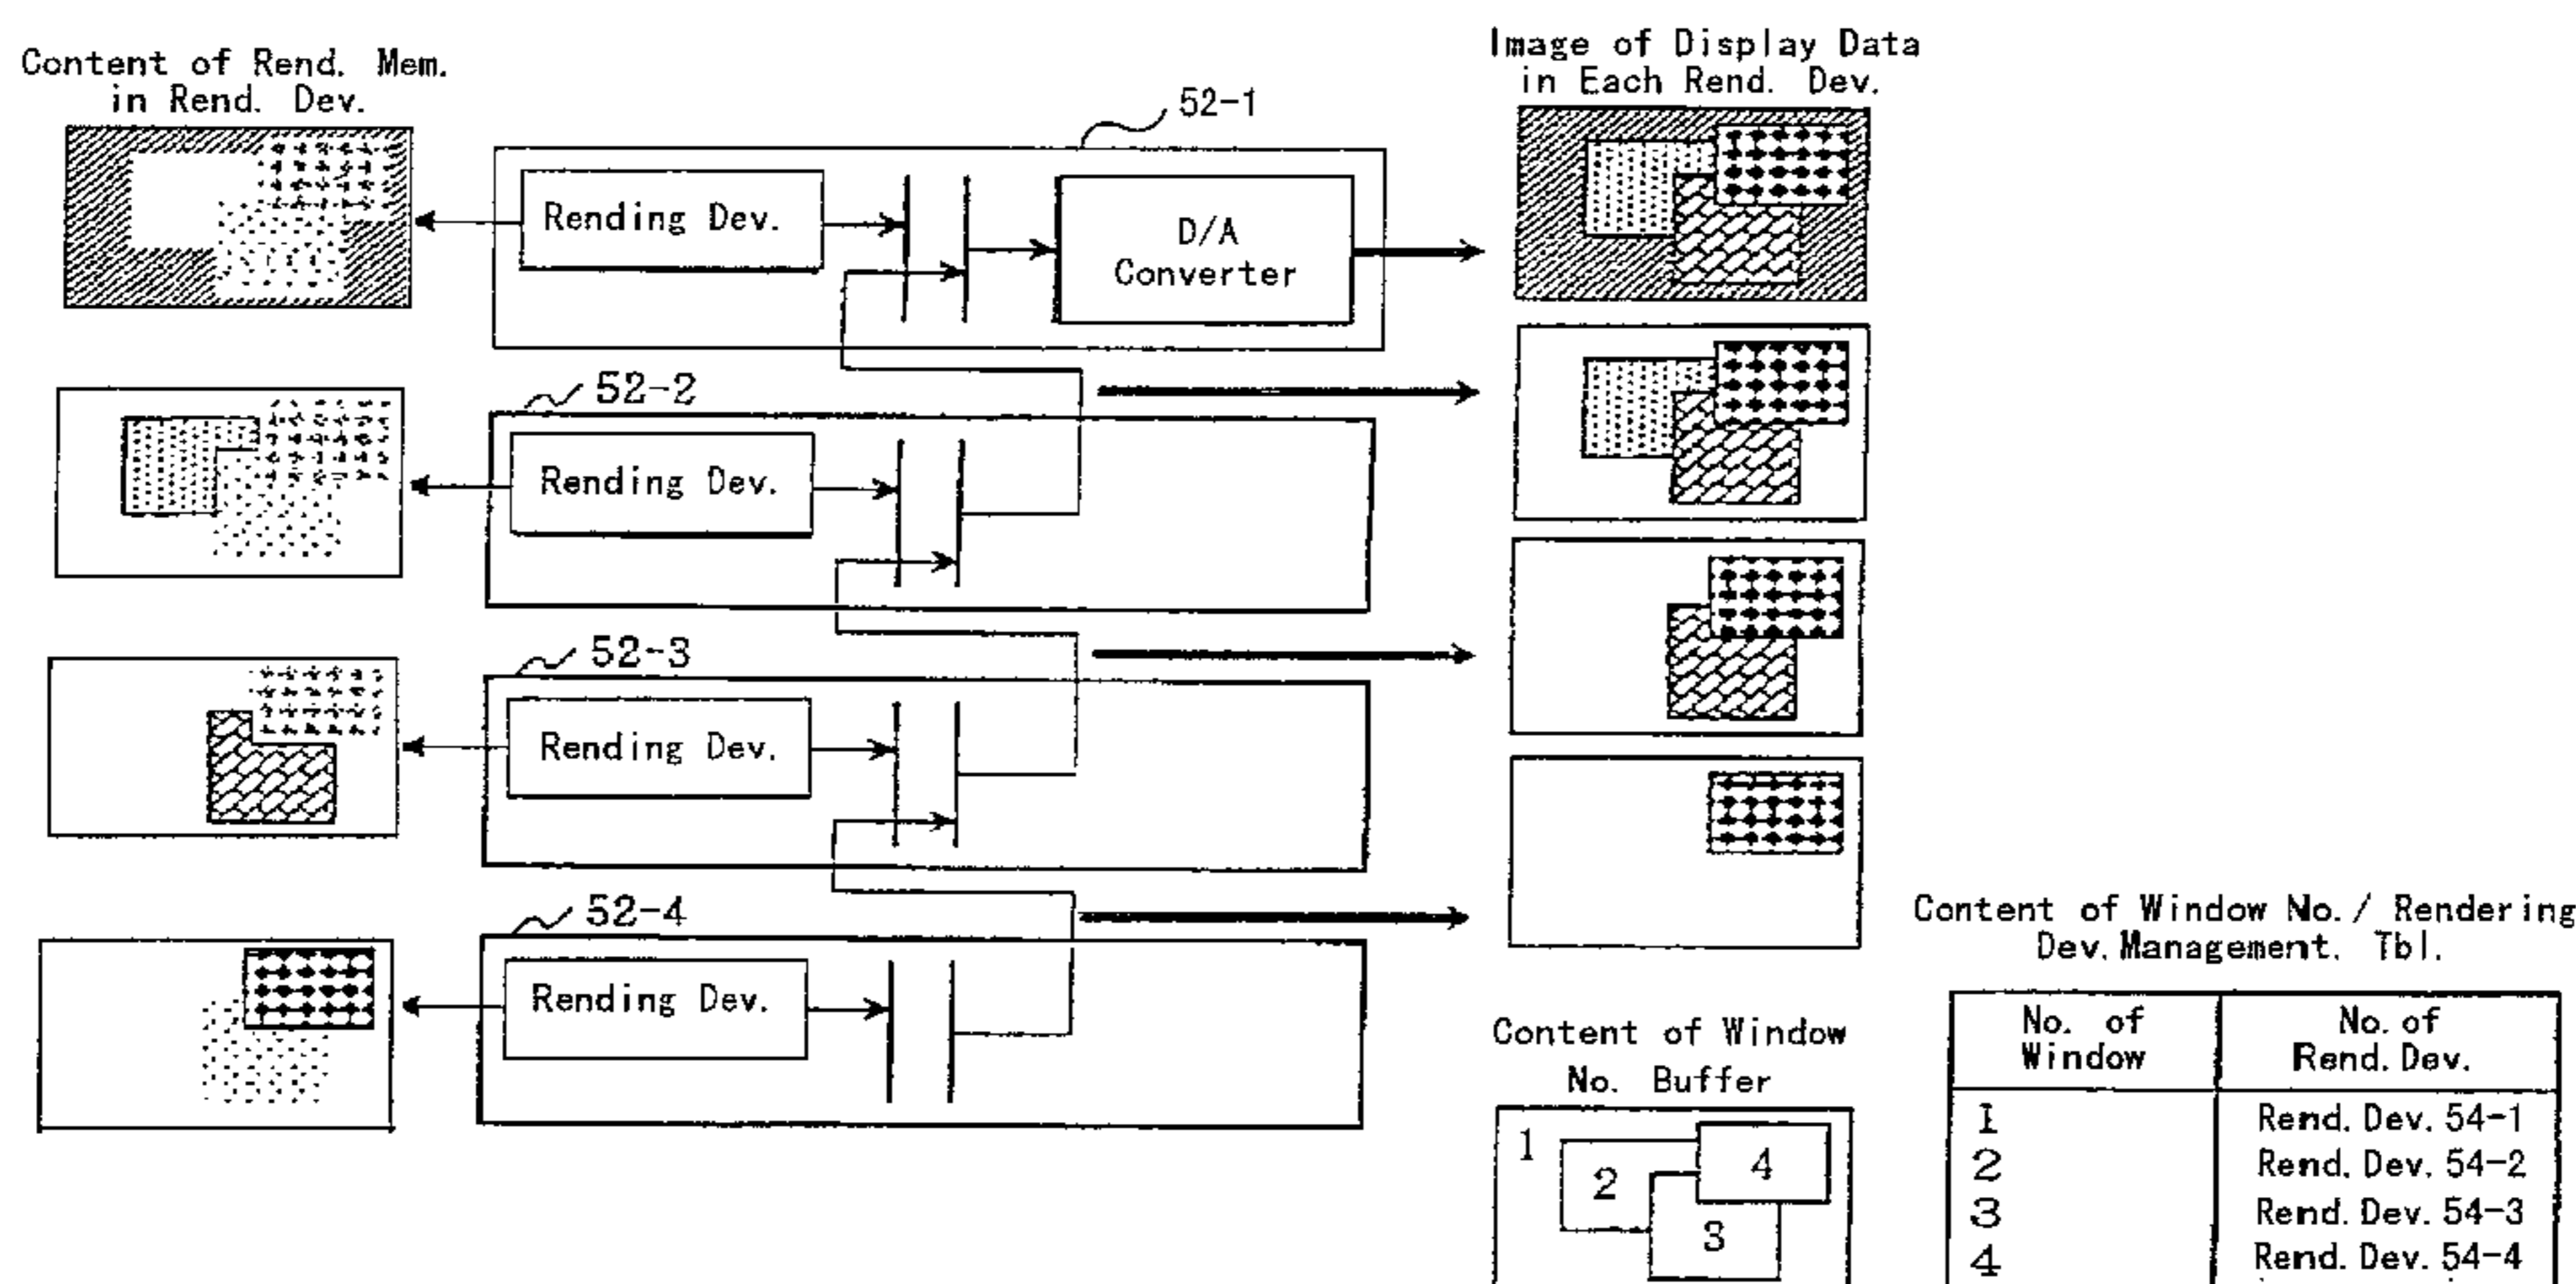 Content of Rend. Mem.
in Rend. Dev.
Image of Display Data
in Each Rend. Dev.
52-1
Rending Dev.
D/A
Converter
52-2
Rending Dev.
52-3
Rending Dev.
52-4
Rending Dev.
Content of Window
No. Buffer
1
2
4
3
Content of Window No./ Rendering
Dev. Management. Tbl.
No. of
Window
No. of
Rend. Dev.
1 Rend. Dev. 54-1
2 Rend. Dev. 54-2
3 Rend. Dev. 54-3
4 Rend. Dev. 54-4